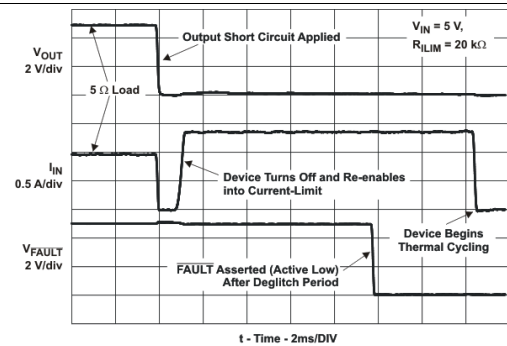 V_IN = 5 V,
R_ILIM = 20 kΩ
Output Short Circuit Applied
V_OUT
2 V/div
5 Ω Load
I_IN
0.5 A/div
Device Turns Off and Re-enables
into Current-Limit
Device Begins
Thermal Cycling
V_F̅A̅U̅L̅T̅
2 V/div
F̅A̅U̅L̅T̅ Asserted (Active Low)
After Deglitch Period
t - Time - 2ms/DIV